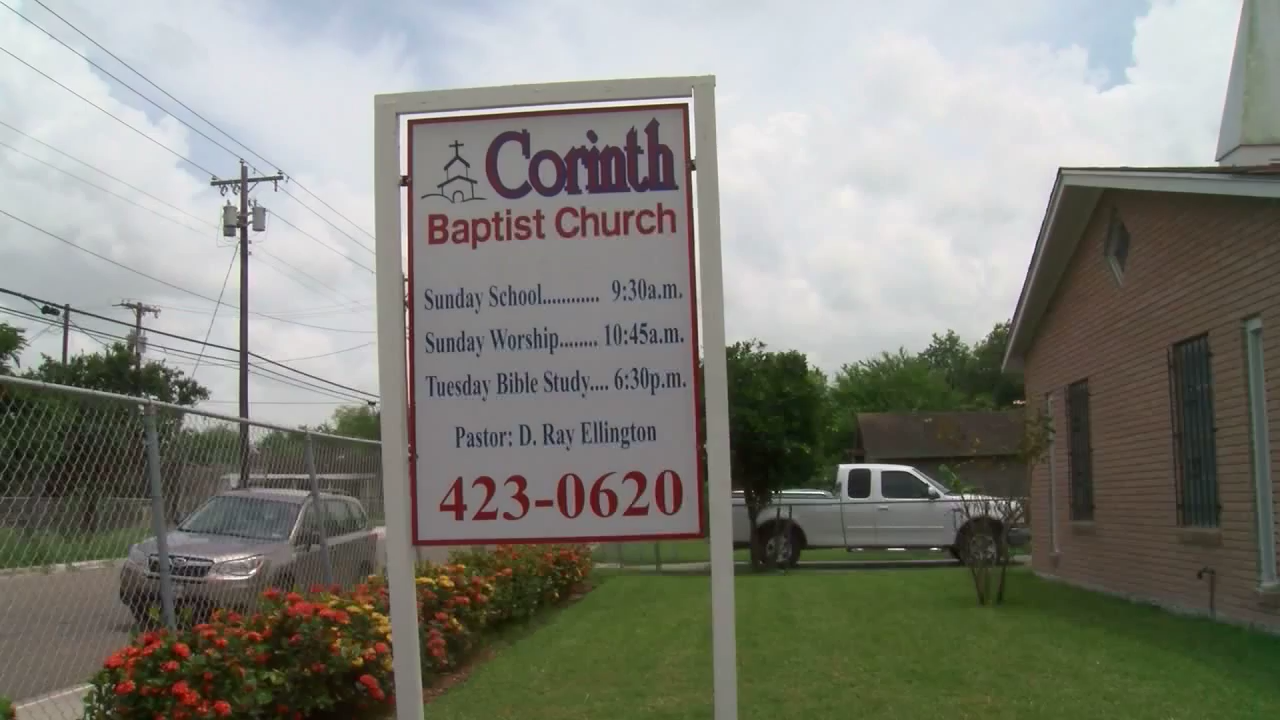 Corinth
Baptist Church
Sunday School............ 9:30a.m.
Sunday Worship........ 10:45a.m.
Tuesday Bible Study.... 6:30p.m.
Pastor: D. Ray Ellington
423-0620